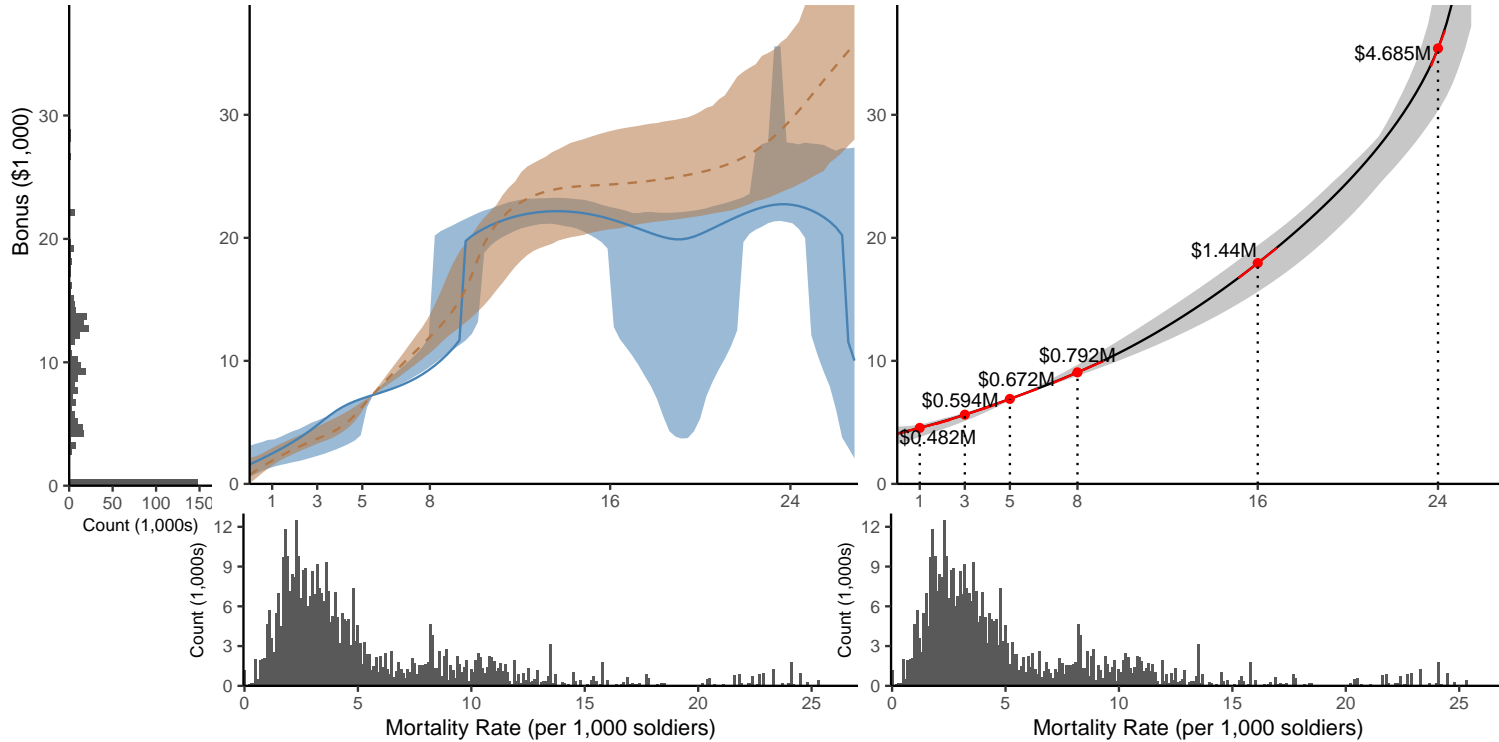 Bonus ($1,000)
30
20
10
0
0 50 100 150
Count (1,000s)
30
20
10
0
1 3 5 8 16 24
30
20
10
0
1 3 5 8 16 24
$4.685M
$1.44M
$0.792M
$0.672M
$0.594M
$0.482M
Count (1,000s)
12
9
6
3
0
0 5 10 15 20 25
Mortality Rate (per 1,000 soldiers)
Count (1,000s)
12
9
6
3
0
0 5 10 15 20 25
Mortality Rate (per 1,000 soldiers)